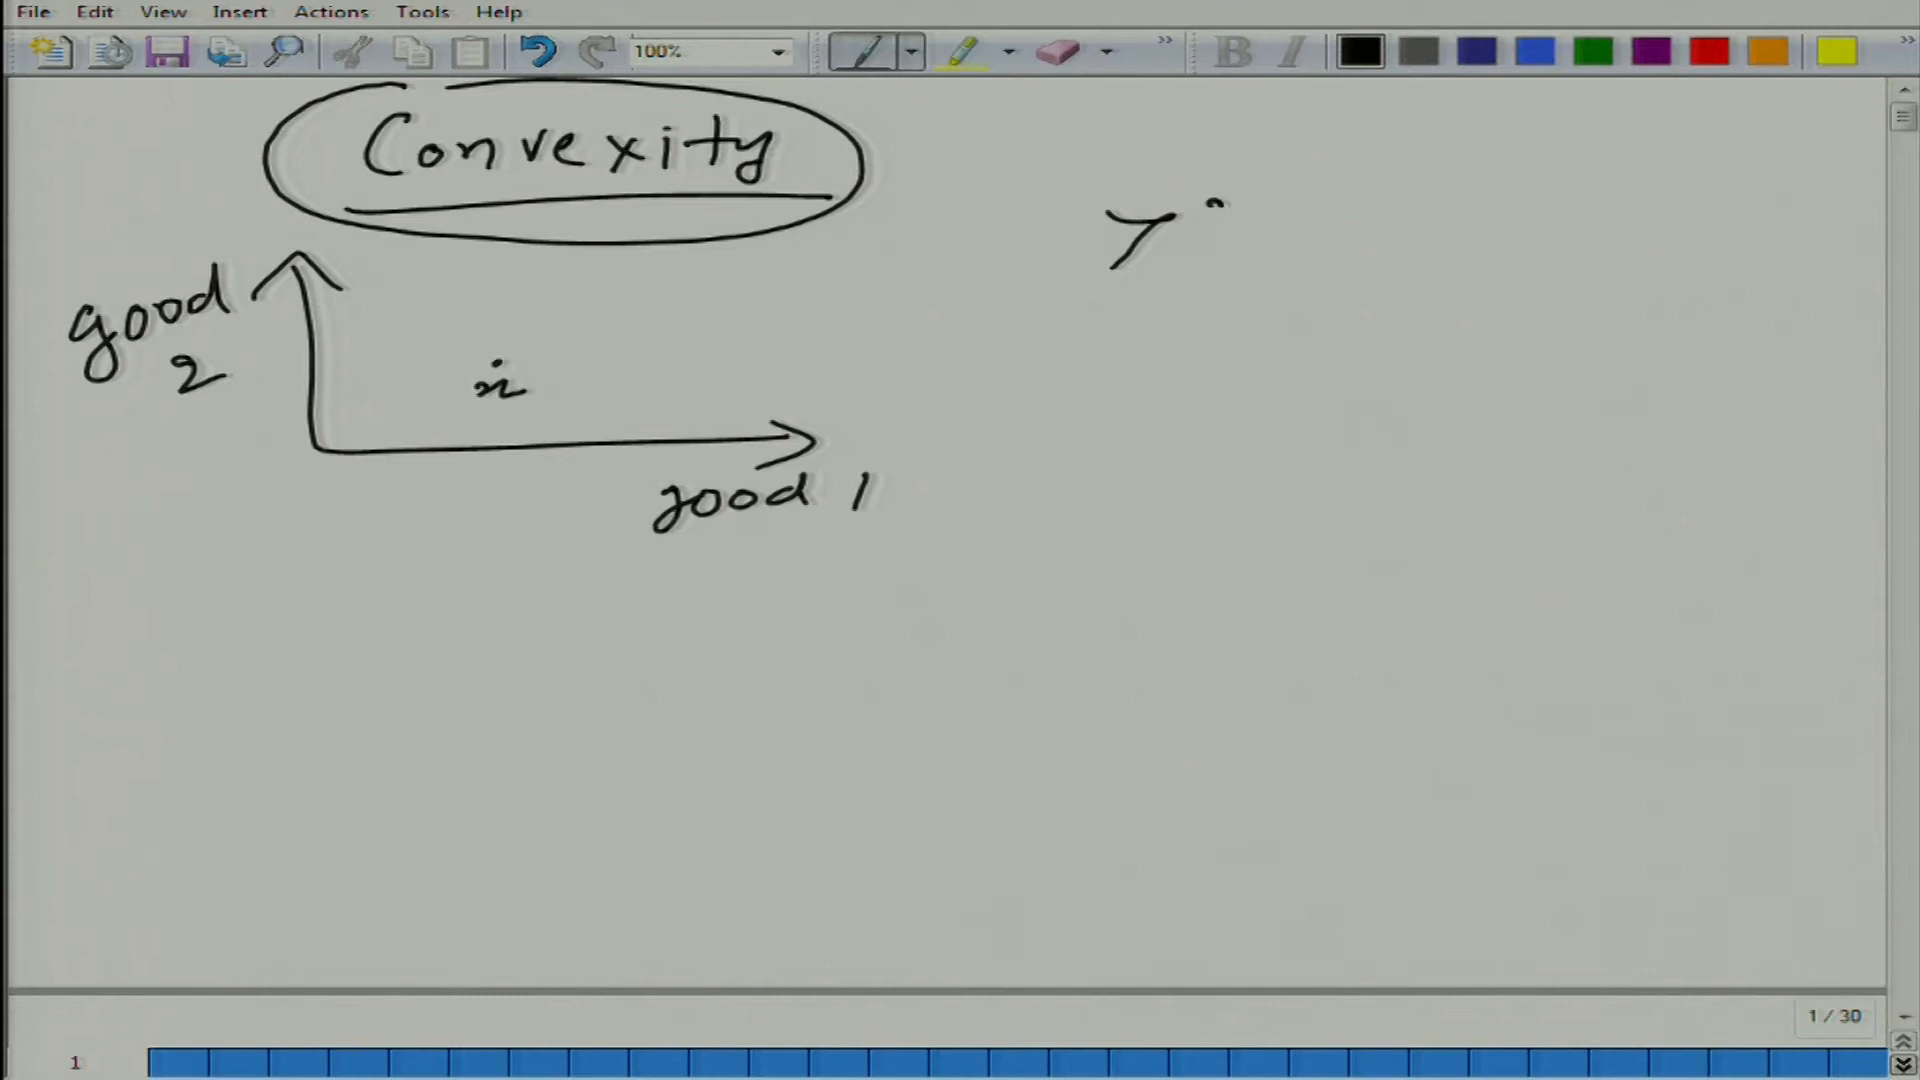 File Edit View Insert Actions Tools Help
100% B I
Convexity
good
2
x
good 1
1 / 30
1